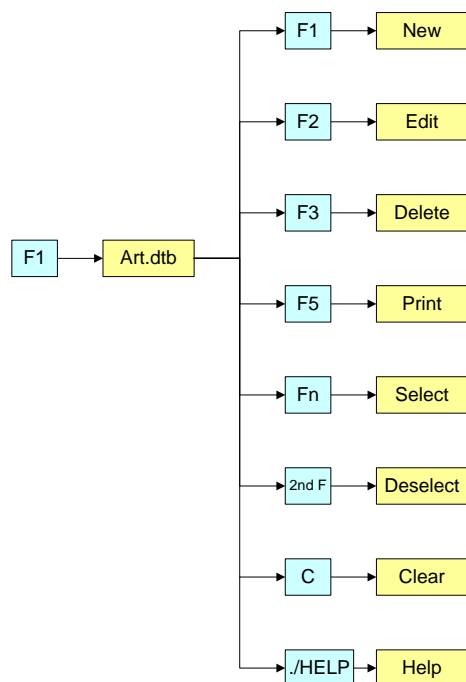 F1 New
F2 Edit
F3 Delete
F1 Art.dtb
F5 Print
Fn Select
2nd F Deselect
C Clear
./HELP Help